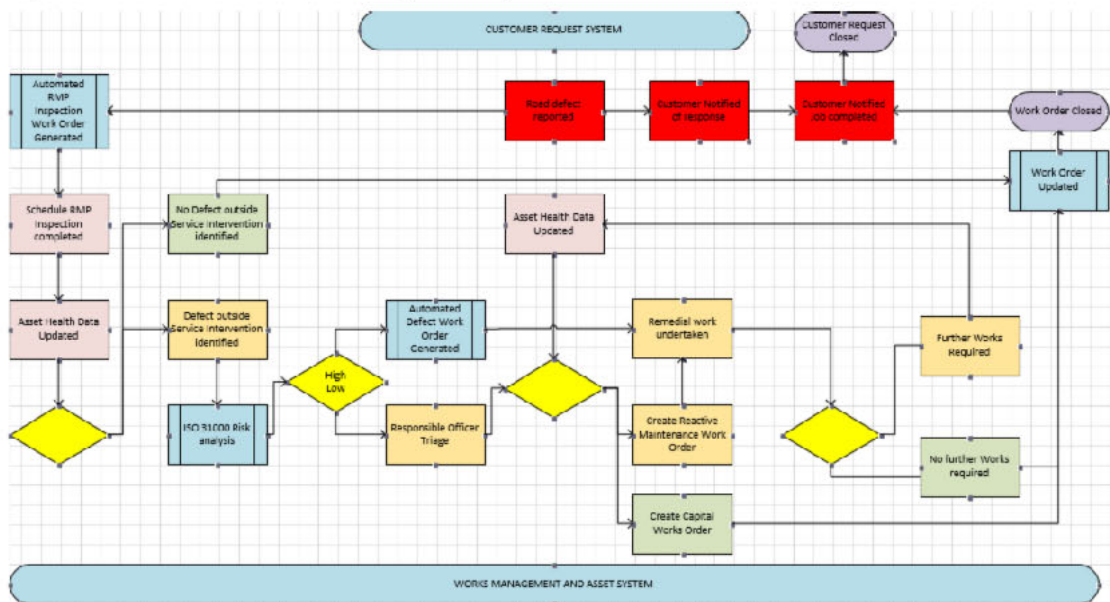 CUSTOMER REQUEST SYSTEM
Customer Request
Closed
Automated
RMP
Inspection
Work Order
Generated
Road defect
reported
Customer Notified
of response
Customer Notified
Job completed
Work Order Closed
Work Order
Updated
Schedule RMP
Inspection
completed
No Defect outside
Service Intervention
identified
Asset Health Data
Updated
Asset Health Data
Updated
Defect outside
Service Intervention
identified
Automated
Defect Work
Order
Generated
Remedial work
undertaken
Further Works
Required
High
Low
ISO 31000 Risk
analysis
Responsible Officer
Triage
Create Reactive
Maintenance Work
Order
No further Works
required
Create Capital
Works Order
WORKS MANAGEMENT AND ASSET SYSTEM